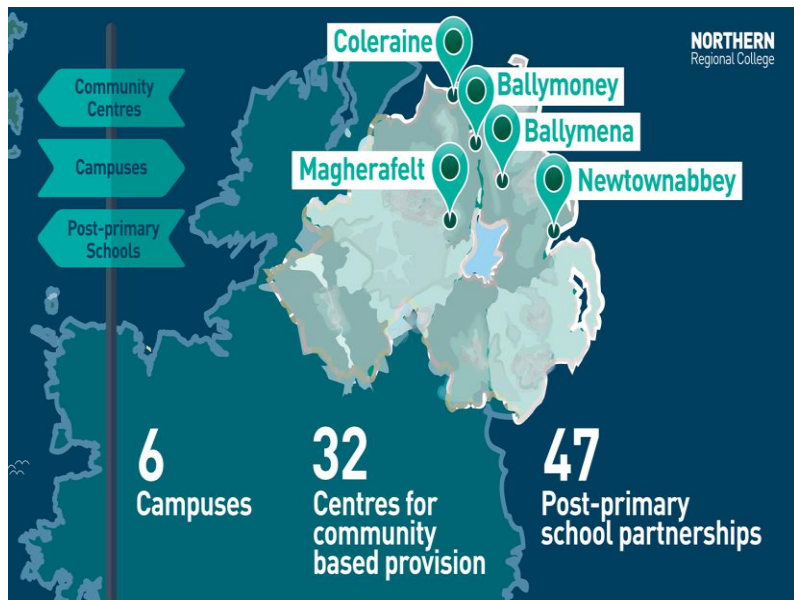 NORTHERN
Regional College
Coleraine
Ballymoney
Ballymena
Magherafelt
Newtownabbey
Community
Centres
Campuses
Post-primary
Schools
6
Campuses
32
Centres for
community
based provision
47
Post-primary
school partnerships